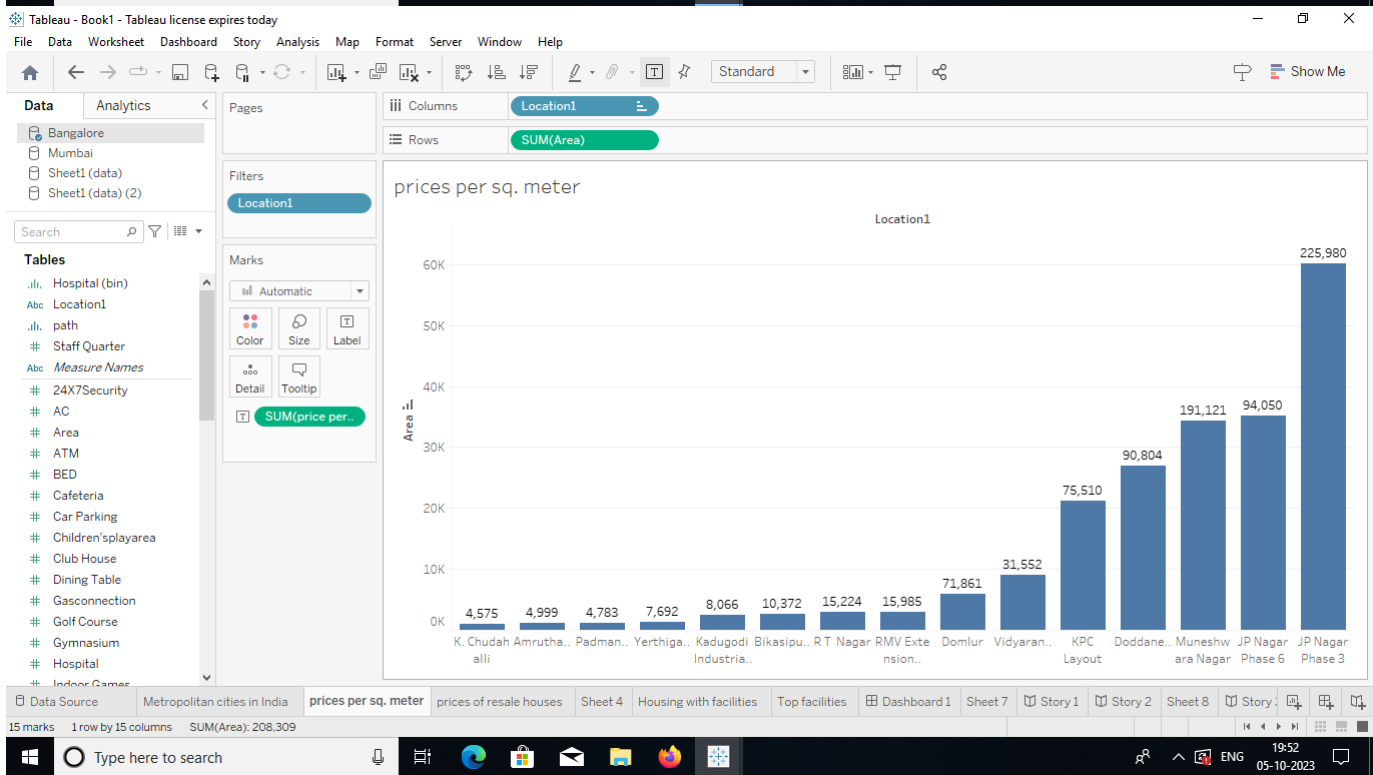 Tableau - Book1 - Tableau license expires today
File Data Worksheet Dashboard Story Analysis Map Format Server Window Help
Standard
Show Me
Data Analytics
Bangalore
Mumbai
Sheet1 (data)
Sheet1 (data) (2)
Search
Tables
Hospital (bin)
Abc Location1
path
# Staff Quarter
Abc Measure Names
# 24X7Security
# AC
# Area
# ATM
# BED
# Cafeteria
# Car Parking
# Children'splayarea
# Club House
# Dining Table
# Gasconnection
# Golf Course
# Gymnasium
# Hospital
# Indoor Games
Pages
Filters
Location1
Marks
Automatic
Color Size Label
Detail Tooltip
SUM(price per..
Columns Location1
Rows SUM(Area)
prices per sq. meter
Location1
Area
60K
50K
40K
30K
20K
10K
0K
4,575 4,999 4,783 7,692 8,066 10,372 15,224 15,985 71,861 31,552 75,510 90,804 191,121 94,050 225,980
K. Chudah Amrutha.. Padman.. Yerthiga.. Kadugodi Bikasipu.. R T Nagar RMV Exte Domlur Vidyaran.. KPC Doddane.. Muneshw JP Nagar JP Nagar
alli Industria.. nsion.. Layout ara Nagar Phase 6 Phase 3
Data Source Metropolitan cities in India prices per sq. meter prices of resale houses Sheet 4 Housing with facilities Top facilities Dashboard 1 Sheet 7 Story 1 Story 2 Sheet 8 Story
15 marks 1 row by 15 columns SUM(Area): 208,309
Type here to search
ENG
19:52
05-10-2023